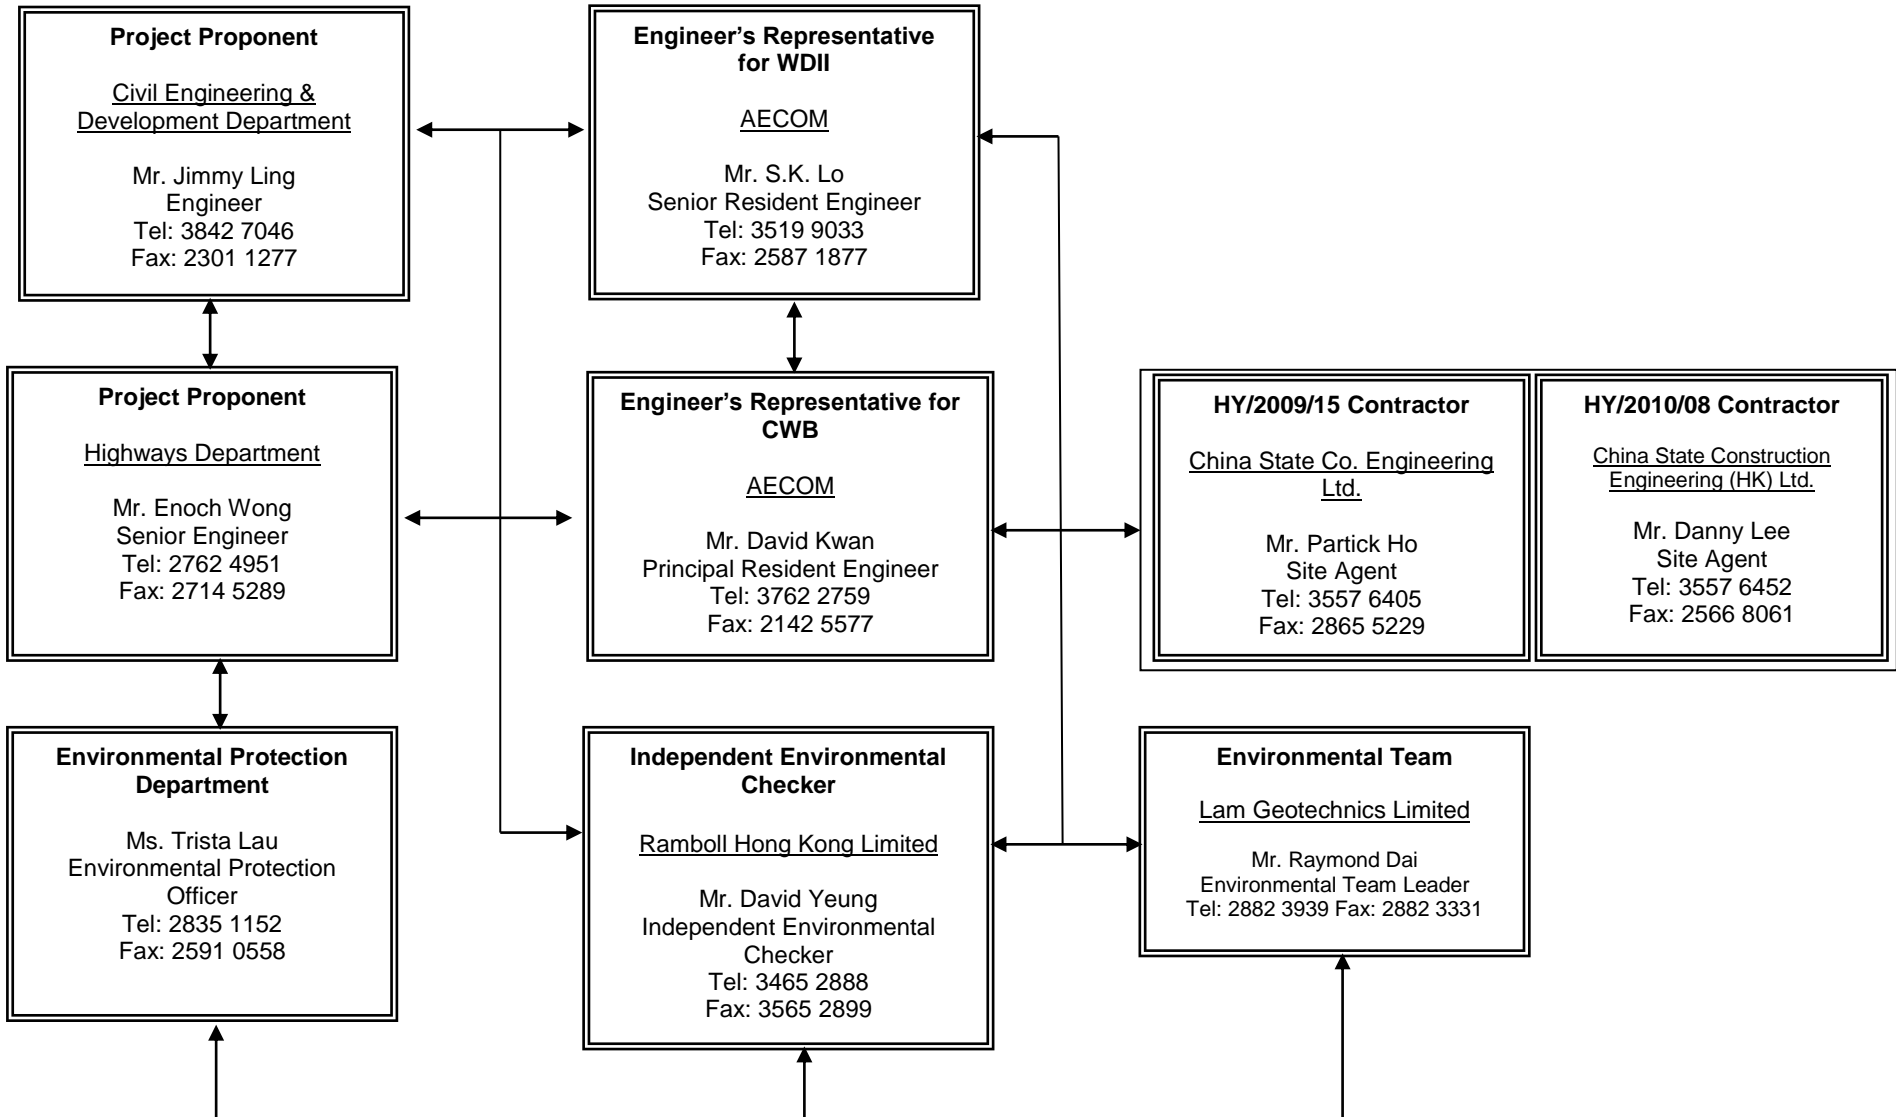 Project Proponent
Civil Engineering &
Development Department
Mr. Jimmy Ling
Engineer
Tel: 3842 7046
Fax: 2301 1277
Engineer’s Representative
for WDII
AECOM
Mr. S.K. Lo
Senior Resident Engineer
Tel: 3519 9033
Fax: 2587 1877
Project Proponent
Highways Department
Mr. Enoch Wong
Senior Engineer
Tel: 2762 4951
Fax: 2714 5289
Engineer’s Representative for
CWB
AECOM
Mr. David Kwan
Principal Resident Engineer
Tel: 3762 2759
Fax: 2142 5577
HY/2009/15 Contractor
China State Co. Engineering
Ltd.
Mr. Partick Ho
Site Agent
Tel: 3557 6405
Fax: 2865 5229
HY/2010/08 Contractor
China State Construction
Engineering (HK) Ltd.
Mr. Danny Lee
Site Agent
Tel: 3557 6452
Fax: 2566 8061
Environmental Protection
Department
Ms. Trista Lau
Environmental Protection
Officer
Tel: 2835 1152
Fax: 2591 0558
Independent Environmental
Checker
Ramboll Hong Kong Limited
Mr. David Yeung
Independent Environmental
Checker
Tel: 3465 2888
Fax: 3565 2899
Environmental Team
Lam Geotechnics Limited
Mr. Raymond Dai
Environmental Team Leader
Tel: 2882 3939 Fax: 2882 3331